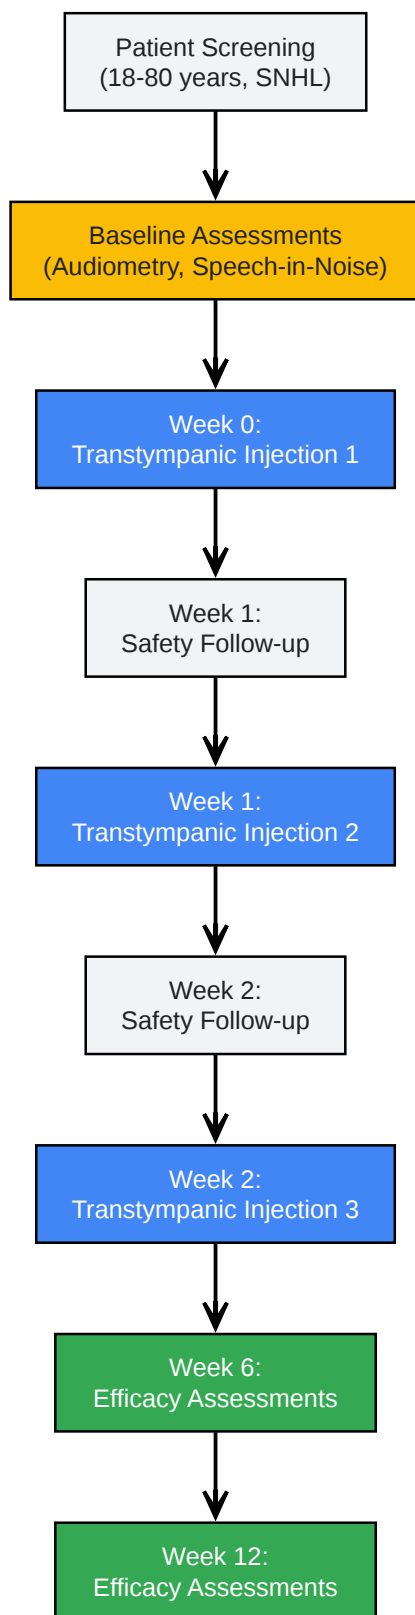 Patient Screening
(18-80 years, SNHL)
Baseline Assessments
(Audiometry, Speech-in-Noise)
Week 0:
Transtympanic Injection 1
Week 1:
Safety Follow-up
Week 1:
Transtympanic Injection 2
Week 2:
Safety Follow-up
Week 2:
Transtympanic Injection 3
Week 6:
Efficacy Assessments
Week 12:
Efficacy Assessments